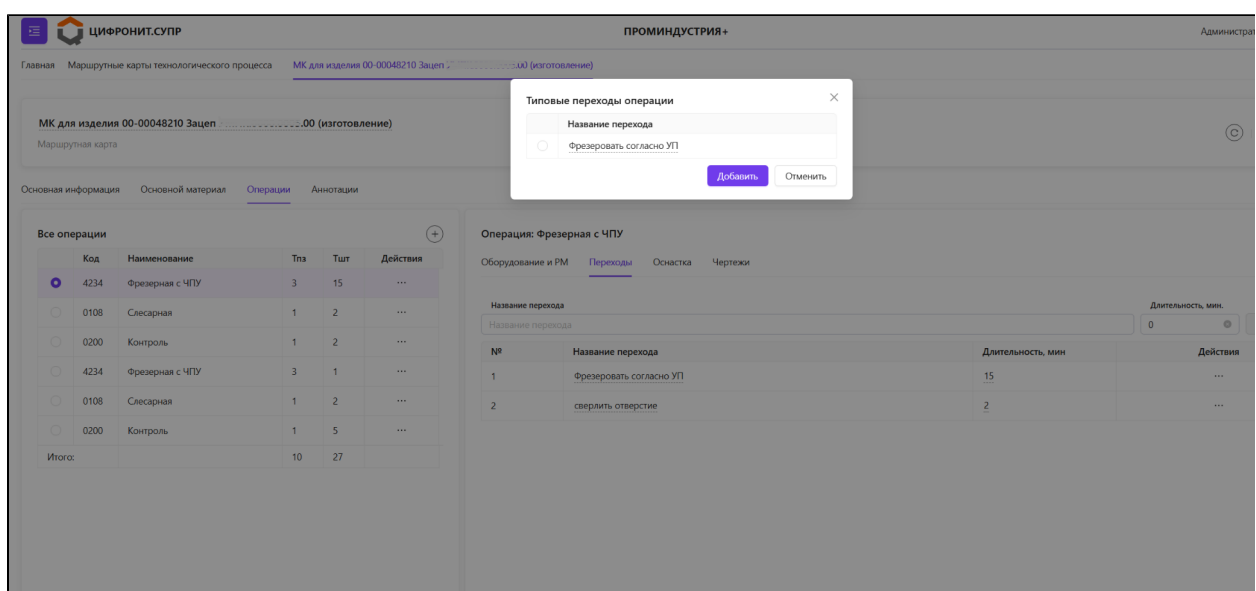 ЦИФРОНИТ.СУПР
ПРОМИНДУСТРИЯ+
Администрат
Главная Маршрутные карты технологического процесса МК для изделия 00-00048210 Зацеп .00 (изготовление)
Типовые переходы операции
Название перехода
Фрезеровать согласно УП
Добавить Отменить
МК для изделия 00-00048210 Зацеп .00 (изготовление)
Маршрутная карта
Основная информация Основной материал Операции Аннотации
Все операции
Код Наименование Тпз Тшт Действия
4234 Фрезерная с ЧПУ 3 15 ...
0108 Слесарная 1 2 ...
0200 Контроль 1 2 ...
4234 Фрезерная с ЧПУ 3 1 ...
0108 Слесарная 1 2 ...
0200 Контроль 1 5 ...
Итого: 10 27
Операция: Фрезерная с ЧПУ
Оборудование и РМ Переходы Оснастка Чертежи
Название перехода Длительность, мин.
Название перехода 0
№ Название перехода Длительность, мин Действия
1 Фрезеровать согласно УП 15 ...
2 сверлить отверстие 2 ...